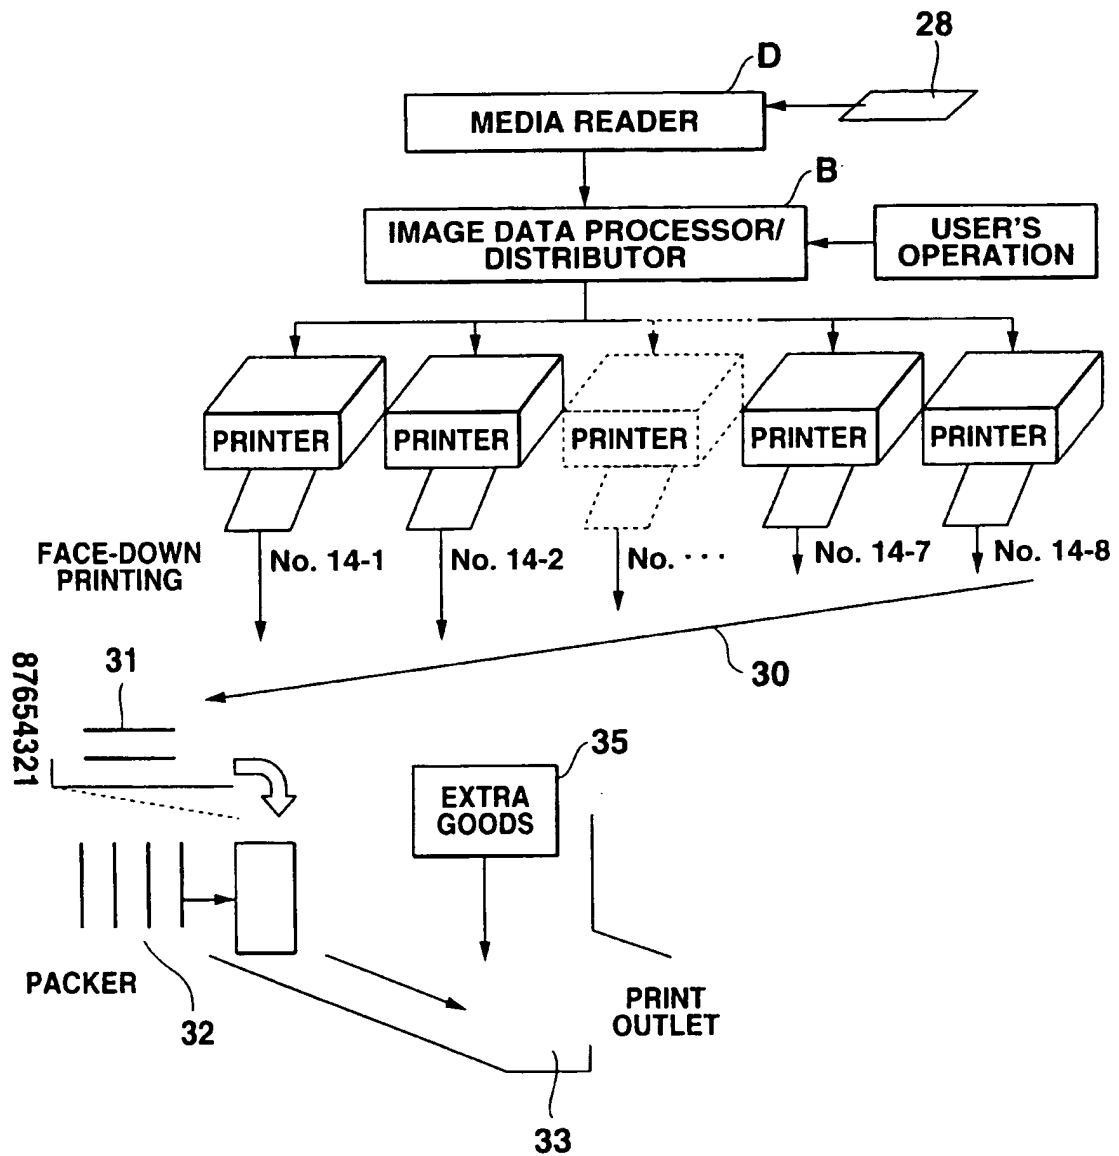 28
D
MEDIA READER
B
IMAGE DATA PROCESSOR/
DISTRIBUTOR
USER'S
OPERATION
PRINTER
PRINTER
PRINTER
PRINTER
PRINTER
FACE-DOWN
PRINTING
No. 14-1
No. 14-2
No. ···
No. 14-7
No. 14-8
30
31
87654321
35
EXTRA
GOODS
PACKER
32
PRINT
OUTLET
33